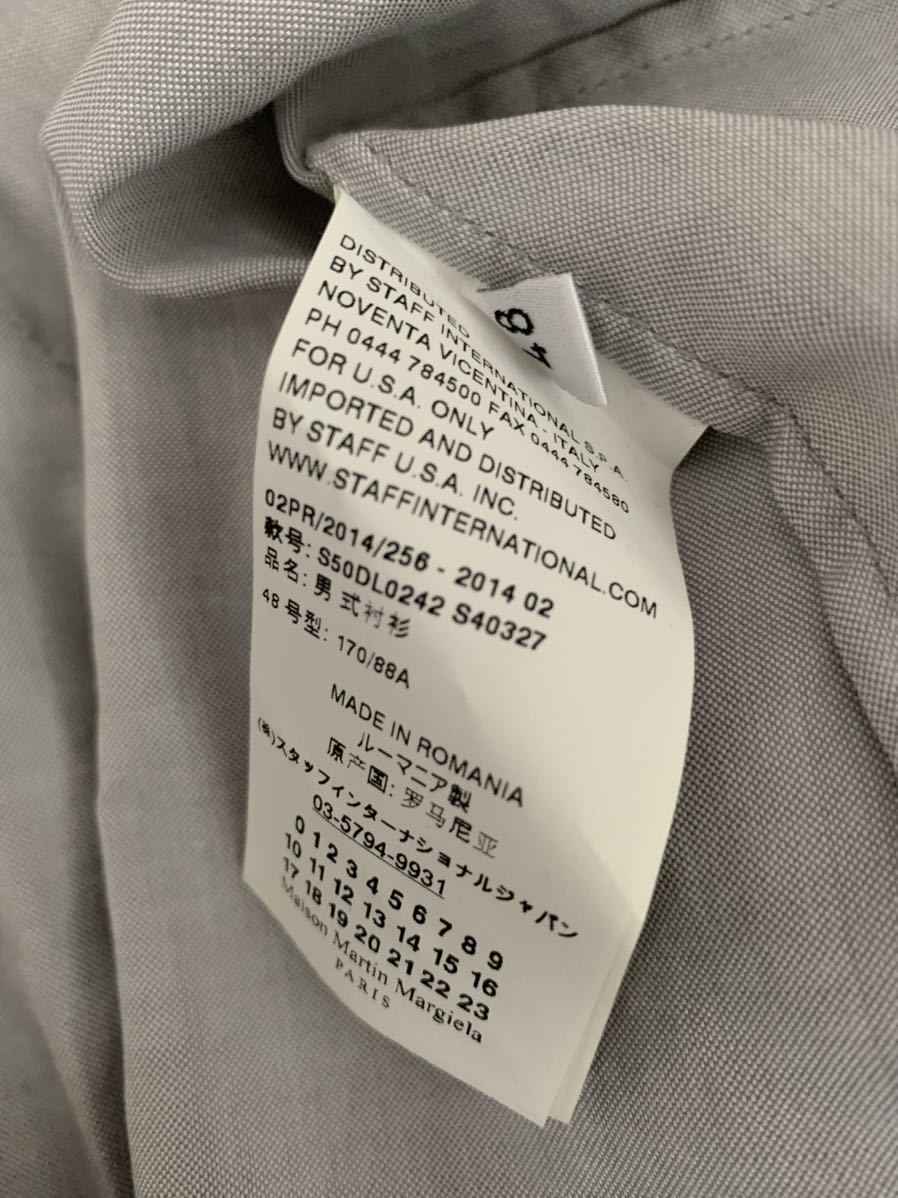 DISTRIBUTED
BY STAFF INTERNATIONAL S.P.A.
NOVENTA VICENTINA - ITALY
PH 0444 784500 FAX 0444 784580
FOR U.S.A. ONLY
IMPORTED AND DISTRIBUTED
BY STAFF U.S.A. INC.
WWW.STAFFINTERNATIONAL.COM
02PR/2014/256 - 2014 02
款号: S50DL0242 S40327
品名: 男式衬衫
48 号型: 170/88A
MADE IN ROMANIA
ルーマニア製
原产国: 罗马尼亚
(株)スタッフインターナショナルジャパン
03-5794-9931
0 1 2 3 4 5 6 7 8 9
10 11 12 13 14 15 16
17 18 19 20 21 22 23
Maison Martin Margiela
PARIS